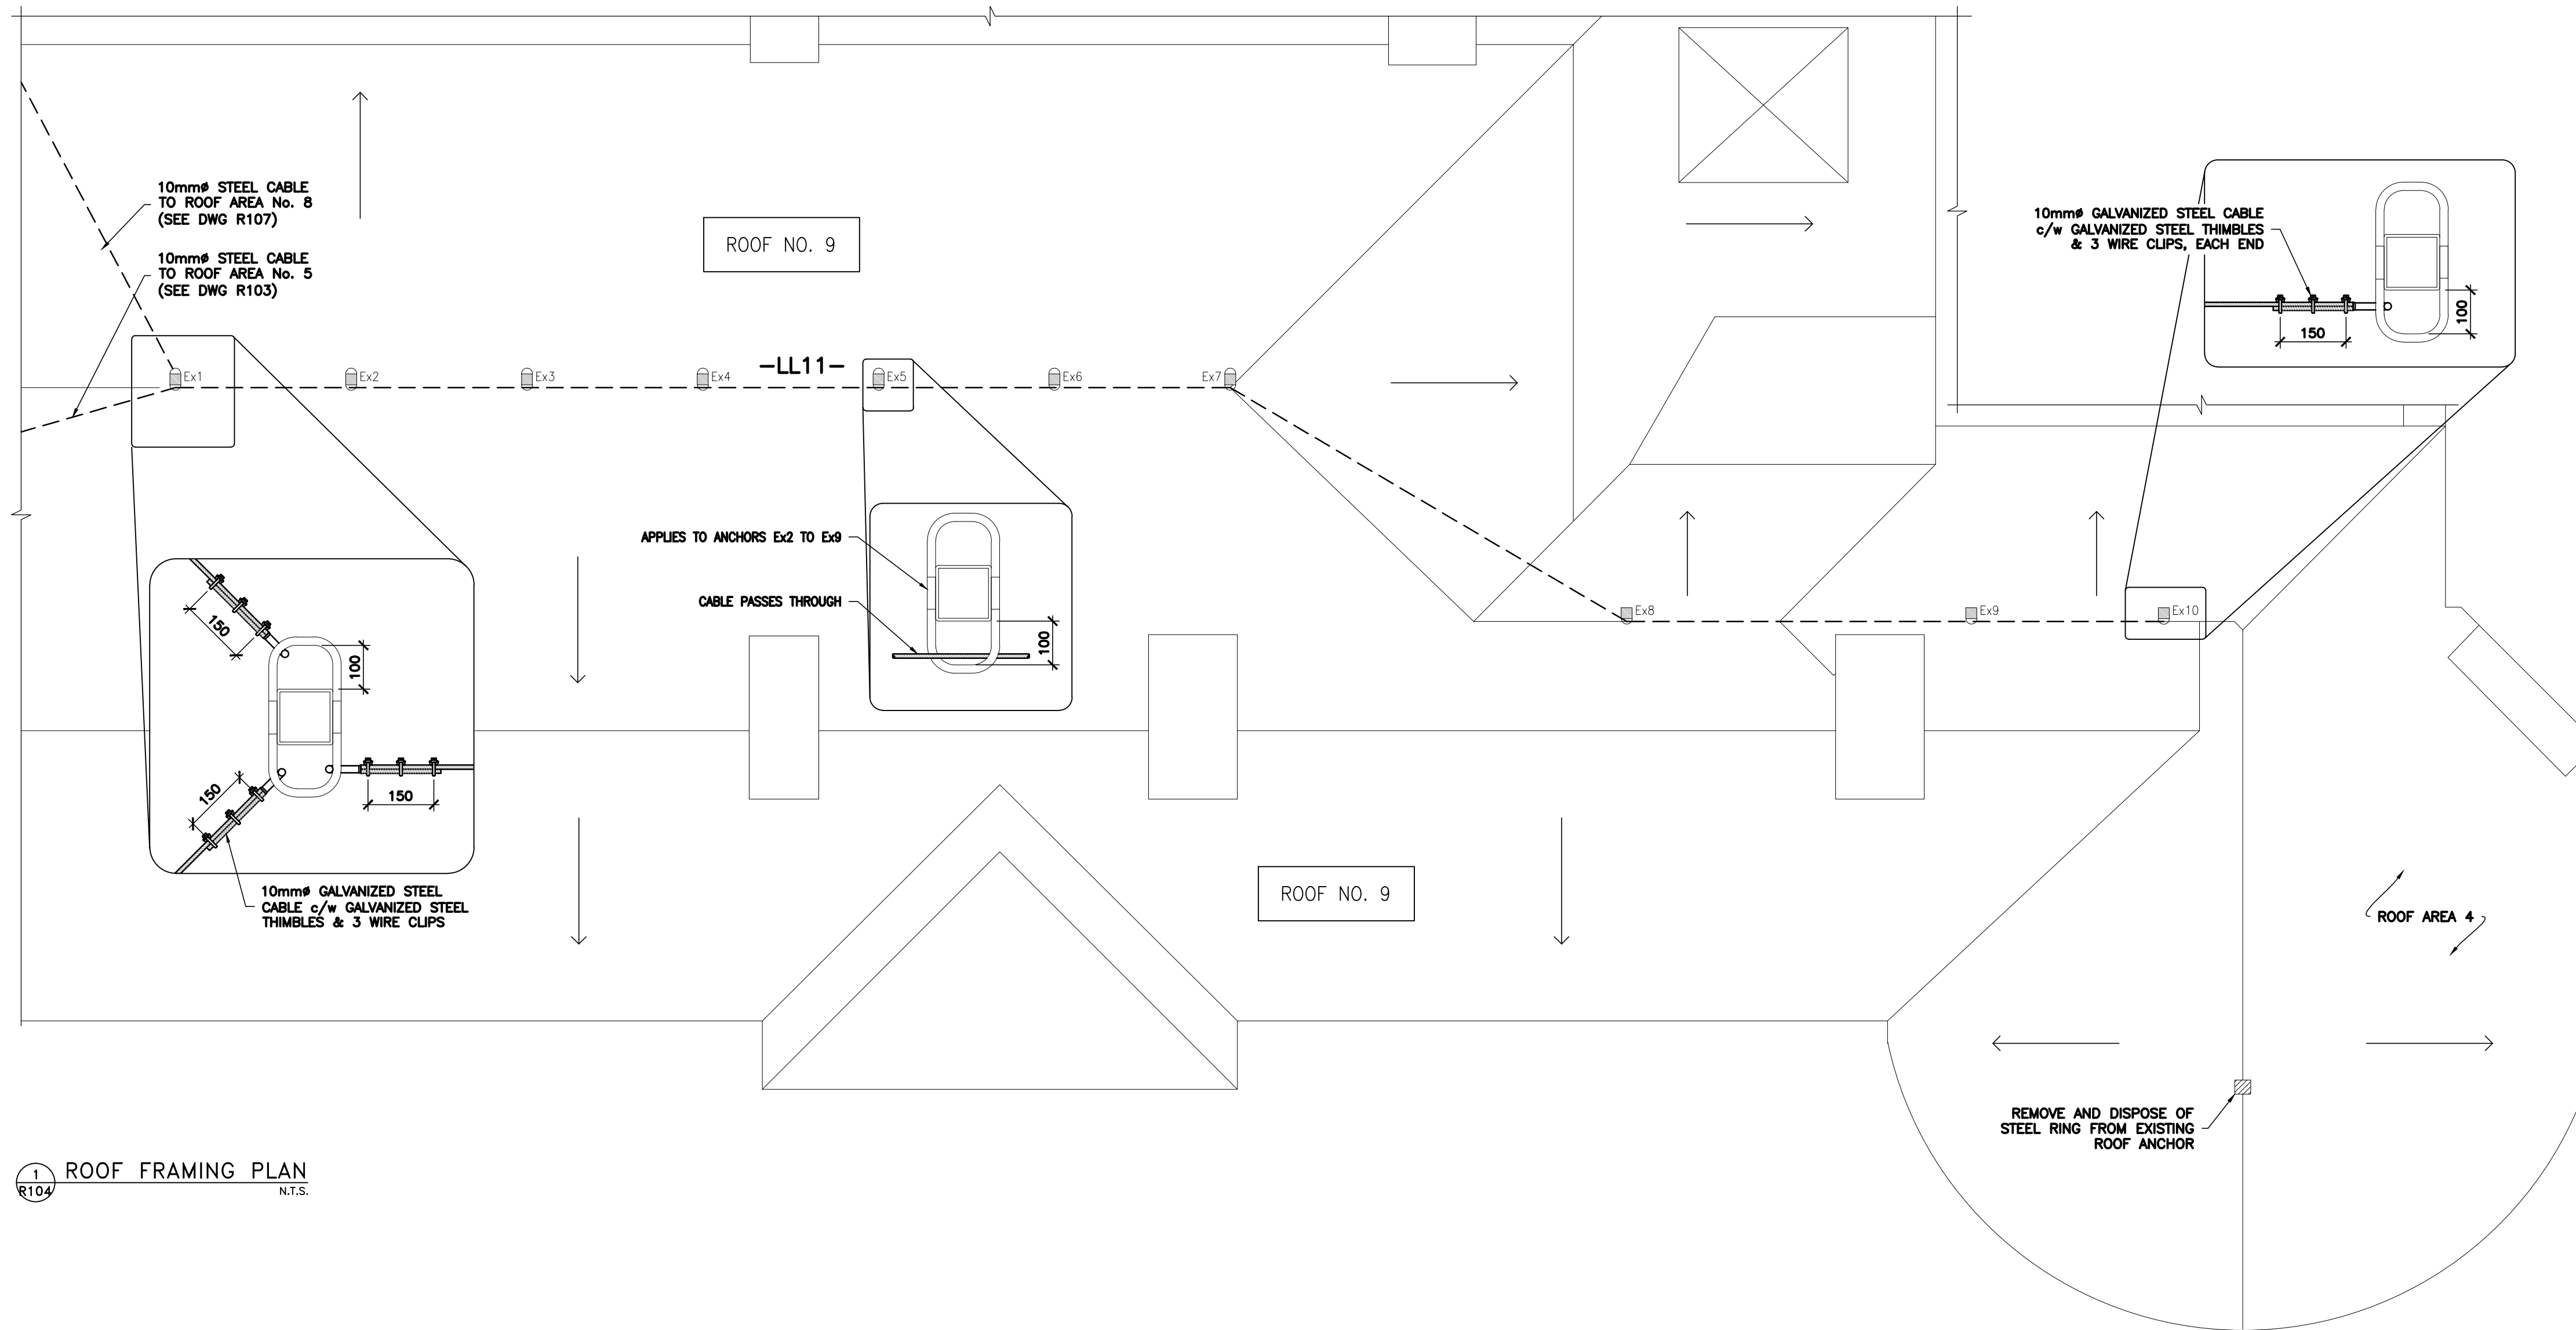 10mmø STEEL CABLE
TO ROOF AREA No. 8
(SEE DWG R107)
10mmø STEEL CABLE
TO ROOF AREA No. 5
(SEE DWG R103)
ROOF NO. 9
10mmø GALVANIZED STEEL CABLE
c/w GALVANIZED STEEL THIMBLES
& 3 WIRE CLIPS, EACH END
100
150
-LL11-
Ex1
Ex2
Ex3
Ex4
Ex5
Ex6
Ex7
APPLIES TO ANCHORS Ex2 TO Ex9
CABLE PASSES THROUGH
100
Ex8
Ex9
Ex10
150
100
150
150
10mmø GALVANIZED STEEL
CABLE c/w GALVANIZED STEEL
THIMBLES & 3 WIRE CLIPS
ROOF NO. 9
ROOF AREA 4
REMOVE AND DISPOSE OF
STEEL RING FROM EXISTING
ROOF ANCHOR
1
R104
ROOF FRAMING PLAN
N.T.S.